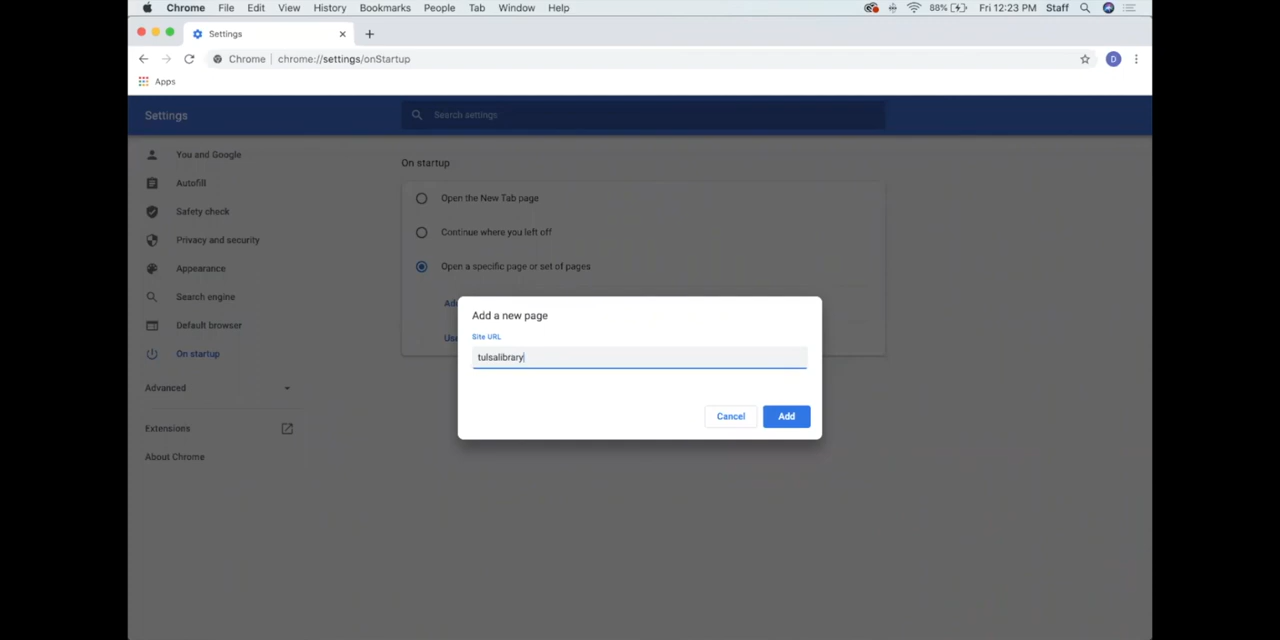 Chrome File Edit View History Bookmarks People Tab Window Help 88% Fri 12:23 PM Staff
Settings
Chrome chrome://settings/onStartup D
Apps
Settings Search settings
You and Google
Autofill
Safety check
Privacy and security
Appearance
Search engine
Default browser
On startup
Advanced
Extensions
About Chrome
On startup
Open the New Tab page
Continue where you left off
Open a specific page or set of pages
Add a new page
Site URL
tulsalibrary
Cancel Add